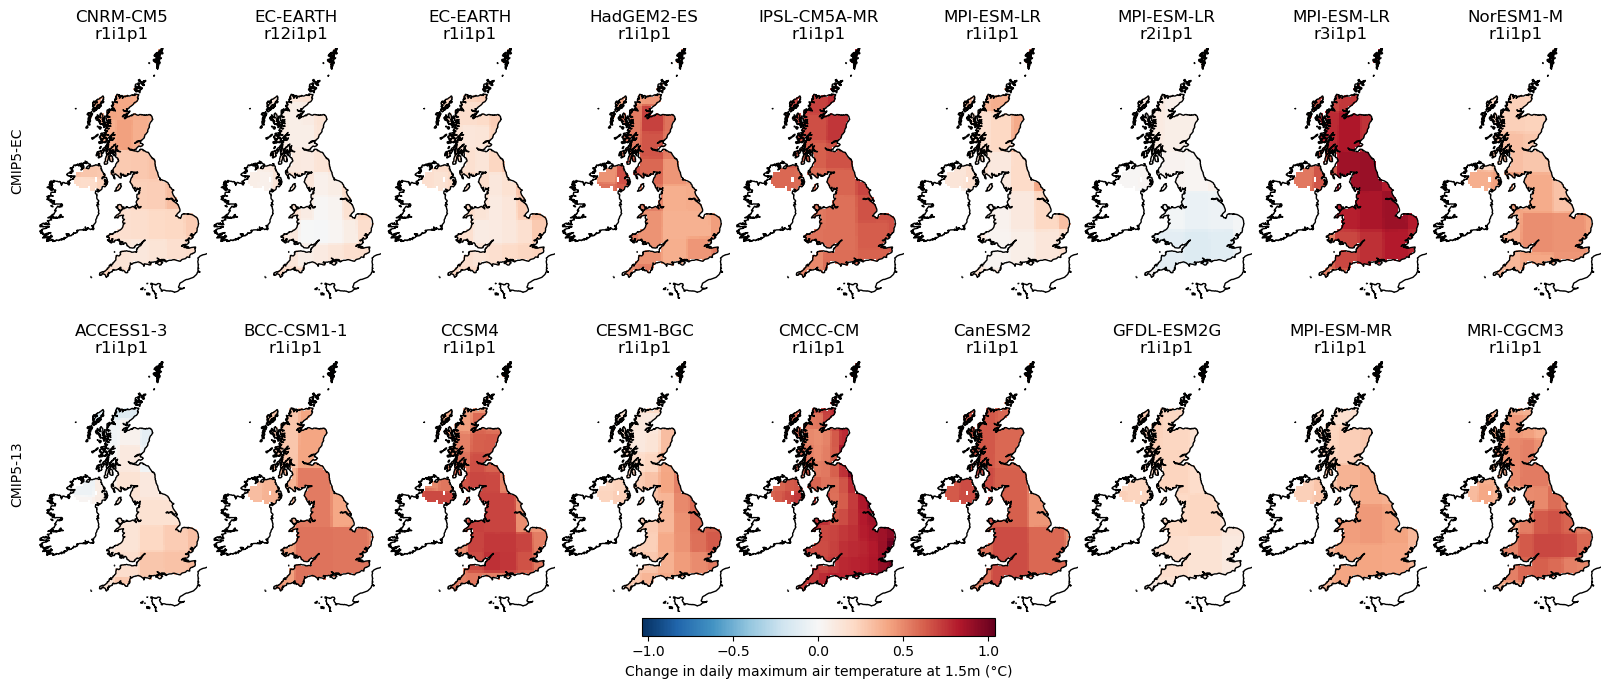 CNRM-CM5 EC-EARTH EC-EARTH HadGEM2-ES IPSL-CM5A-MR MPI-ESM-LR MPI-ESM-LR MPI-ESM-LR NorESM1-M
r1i1p1 r12i1p1 r1i1p1 r1i1p1 r1i1p1 r1i1p1 r2i1p1 r3i1p1 r1i1p1
CMIP5-EC
ACCESS1-3 BCC-CSM1-1 CCSM4 CESM1-BGC CMCC-CM CanESM2 GFDL-ESM2G MPI-ESM-MR MRI-CGCM3
r1i1p1 r1i1p1 r1i1p1 r1i1p1 r1i1p1 r1i1p1 r1i1p1 r1i1p1 r1i1p1
CMIP5-13
−1.0 −0.5 0.0 0.5 1.0
Change in daily maximum air temperature at 1.5m (°C)